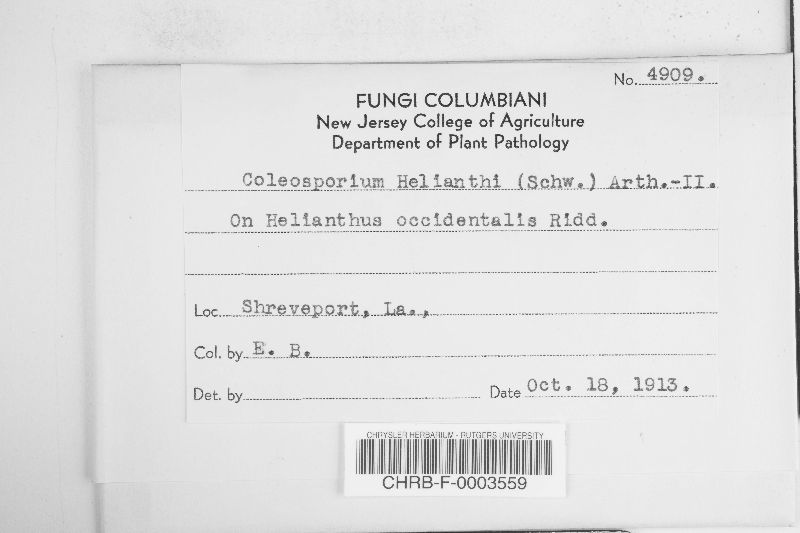 No. 4909.
FUNGI COLUMBIANI
New Jersey College of Agriculture
Department of Plant Pathology
Coleosporium Helianthi (Schw.) Arth.-II.
On Helianthus occidentalis Ridd.
Loc. Shreveport, La.,
Col. by E. B.
Det. by
Date Oct. 18, 1913.
CHRYSLER HERBARIUM - RUTGERS UNIVERSITY
CHRB-F-0003559